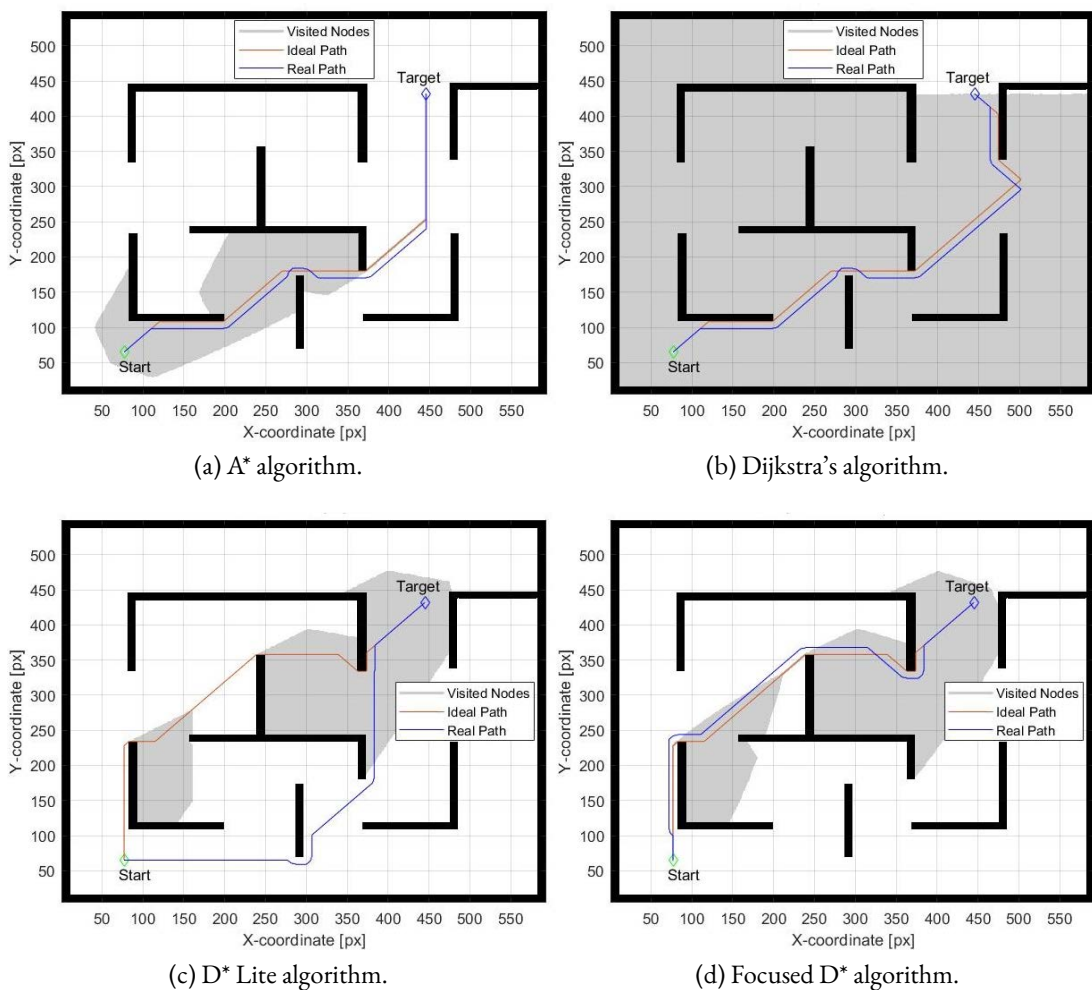 Visited Nodes
Ideal Path
Real Path
Target
Start
550
500
450
400
350
300
250
200
150
100
50
Y-coordinate [px]
50 100 150 200 250 300 350 400 450 500 550
X-coordinate [px]
(a) A* algorithm.
Visited Nodes
Ideal Path
Real Path
Target
Start
550
500
450
400
350
300
250
200
150
100
50
Y-coordinate [px]
50 100 150 200 250 300 350 400 450 500 550
X-coordinate [px]
(b) Dijkstra's algorithm.
Target
Visited Nodes
Ideal Path
Real Path
Start
500
450
400
350
300
250
200
150
100
50
Y-coordinate [px]
50 100 150 200 250 300 350 400 450 500 550
X-coordinate [px]
(c) D* Lite algorithm.
Target
Visited Nodes
Ideal Path
Real Path
Start
500
450
400
350
300
250
200
150
100
50
Y-coordinate [px]
50 100 150 200 250 300 350 400 450 500 550
X-coordinate [px]
(d) Focused D* algorithm.